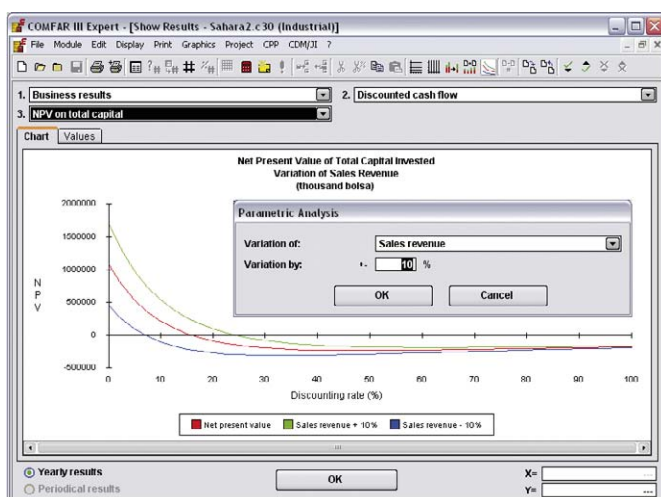 COMFAR III Expert - [Show Results - Sahara2.c30 (Industrial)]
File Module Edit Display Print Graphics Project CPP CDM/JI ?
1. Business results 2. Discounted cash flow
3. NPV on total capital
Chart Values
Net Present Value of Total Capital Invested
Variation of Sales Revenue
(thousand bolsa)
Parametric Analysis
Variation of: Sales revenue
Variation by: +- 10 %
OK Cancel
2000000
1500000
1000000
500000
0
-500000
NPV
0 10 20 30 40 50 60 70 80 90 100
Discounting rate (%)
Net present value Sales revenue + 10% Sales revenue - 10%
Yearly results
Periodical results
OK
X= ...
Y= ...